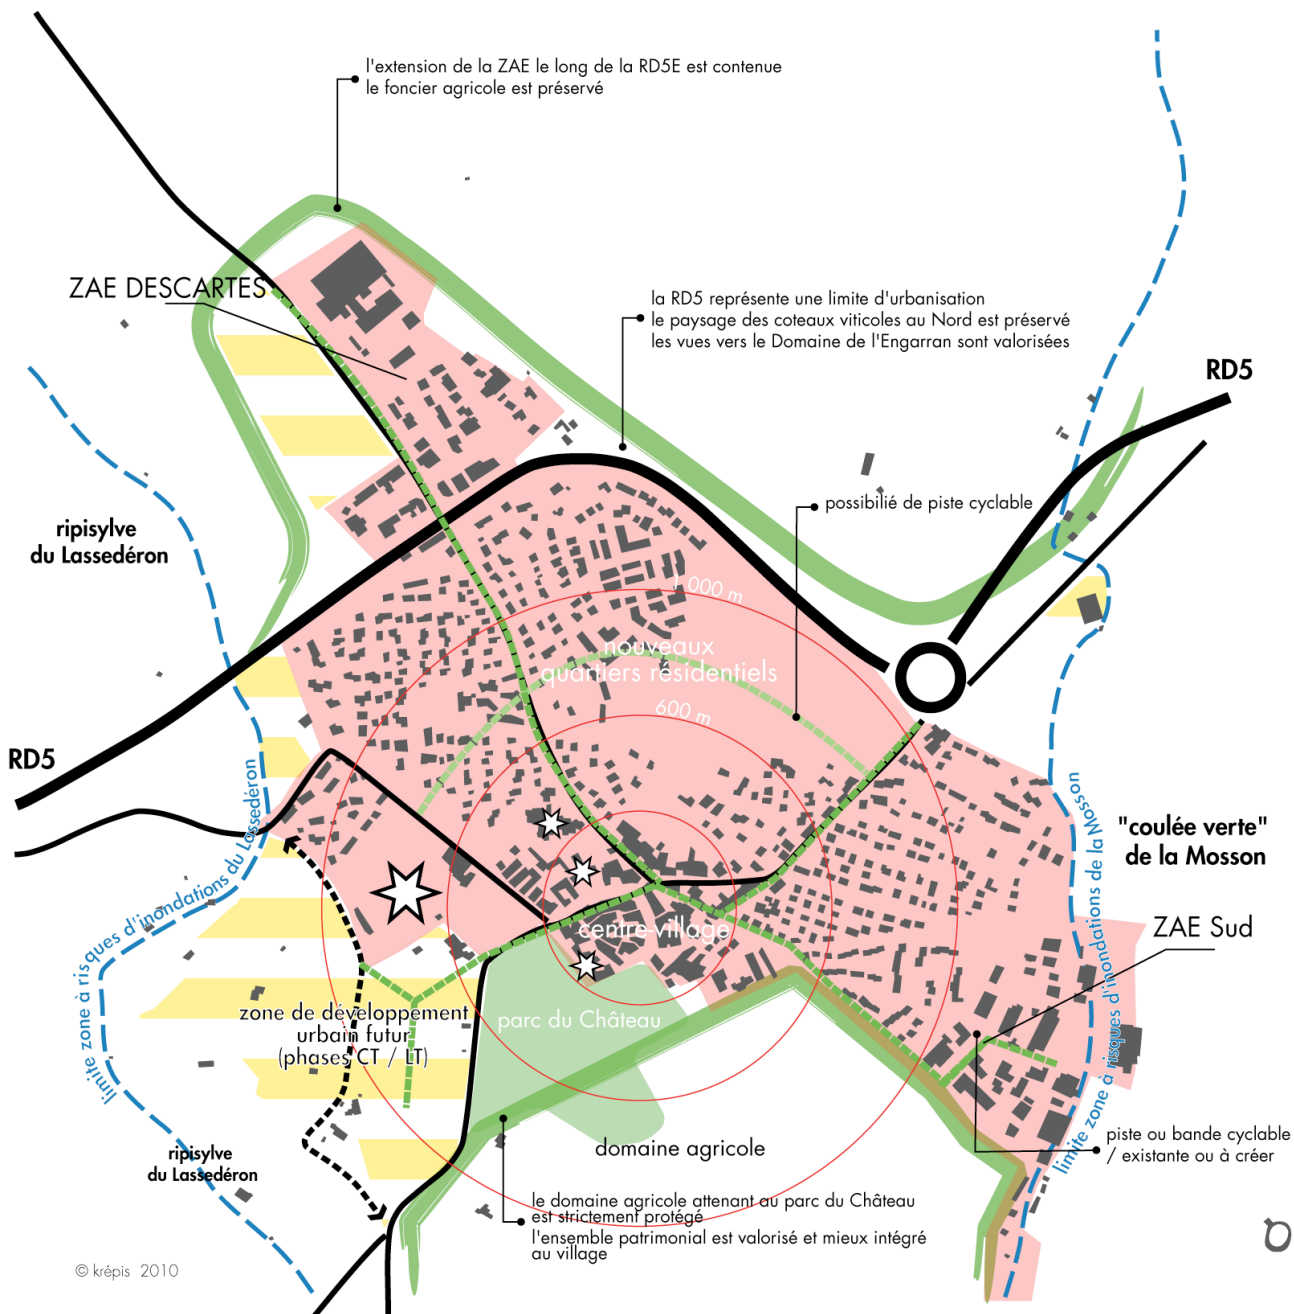 l'extension de la ZAE le long de la RD5E est contenue
le foncier agricole est préservé
ZAE DESCARTES
la RD5 représente une limite d'urbanisation
le paysage des coteaux viticoles au Nord est préservé
les vues vers le Domaine de l'Engarran sont valorisées
RD5
possibilié de piste cyclable
ripisylve
du Lassedéron
1 000 m
nouveaux
quartiers résidentiels
600 m
RD5
limite zone à risques d'inondations du Lassedéron
"coulée verte"
de la Mosson
limite zone à risques d'inondations de la Mosson
ZAE Sud
centre-village
zone de développement
urbain futur
(phases CT / LT)
parc du Château
piste ou bande cyclable
/ existante ou à créer
domaine agricole
ripisylve
du Lassedéron
le domaine agricole attenant au parc du Château
est strictement protégé
l'ensemble patrimonial est valorisé et mieux intégré
au village
© krépis 2010